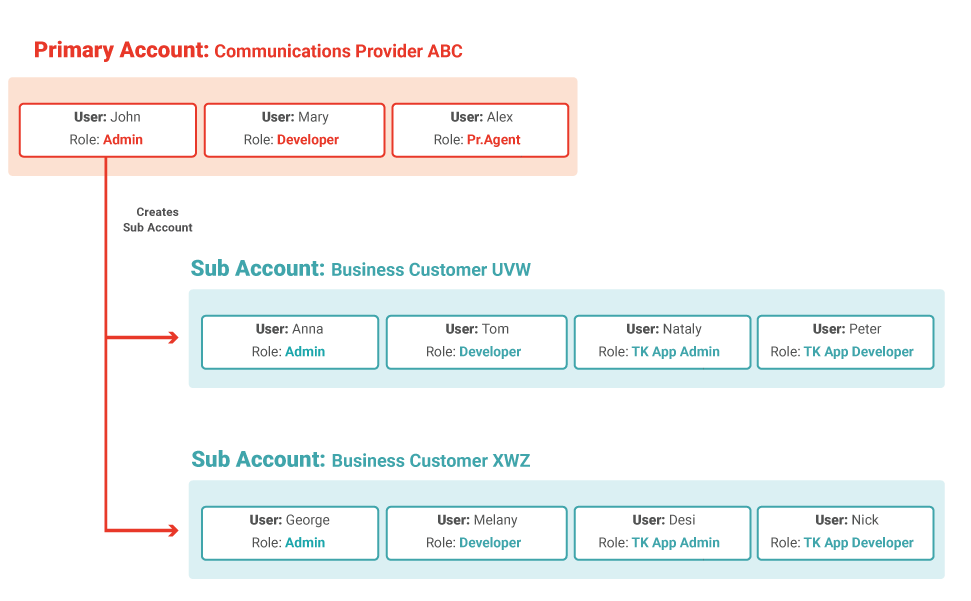 Primary Account: Communications Provider ABC
User: John
Role: Admin
User: Mary
Role: Developer
User: Alex
Role: Pr.Agent
Creates
Sub Account
Sub Account: Business Customer UVW
User: Anna
Role: Admin
User: Tom
Role: Developer
User: Nataly
Role: TK App Admin
User: Peter
Role: TK App Developer
Sub Account: Business Customer XWZ
User: George
Role: Admin
User: Melany
Role: Developer
User: Desi
Role: TK App Admin
User: Nick
Role: TK App Developer